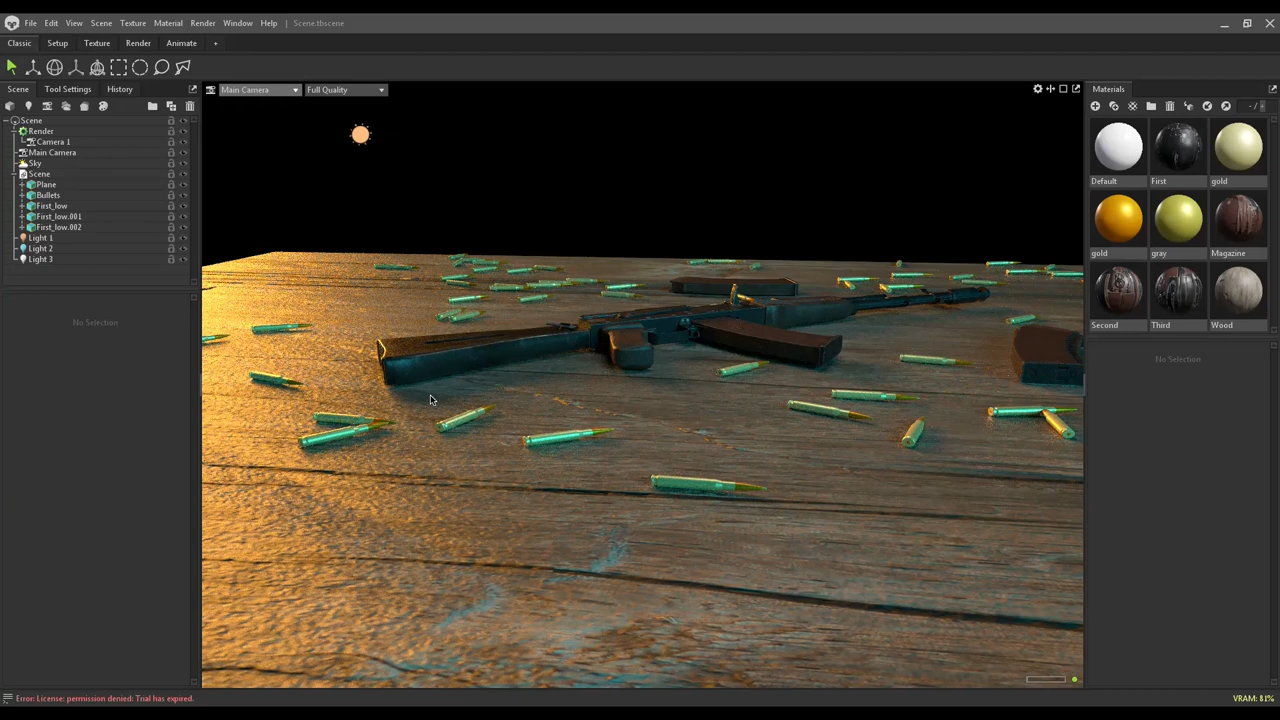 File Edit View Scene Texture Material Render Window Help | Scene.tbscene
Classic Setup Texture Render Animate +
Scene Tool Settings History
Main Camera Full Quality
Materials
- /
Scene
Render
Camera 1
Main Camera
Sky
Scene
Plane
Bullets
First_low
First_low.001
First_low.002
Light 1
Light 2
Light 3
No Selection
Default First gold
gold gray Magazine
Second Third Wood
No Selection
Error: License: permission denied: Trial has expired.
VRAM: 81%